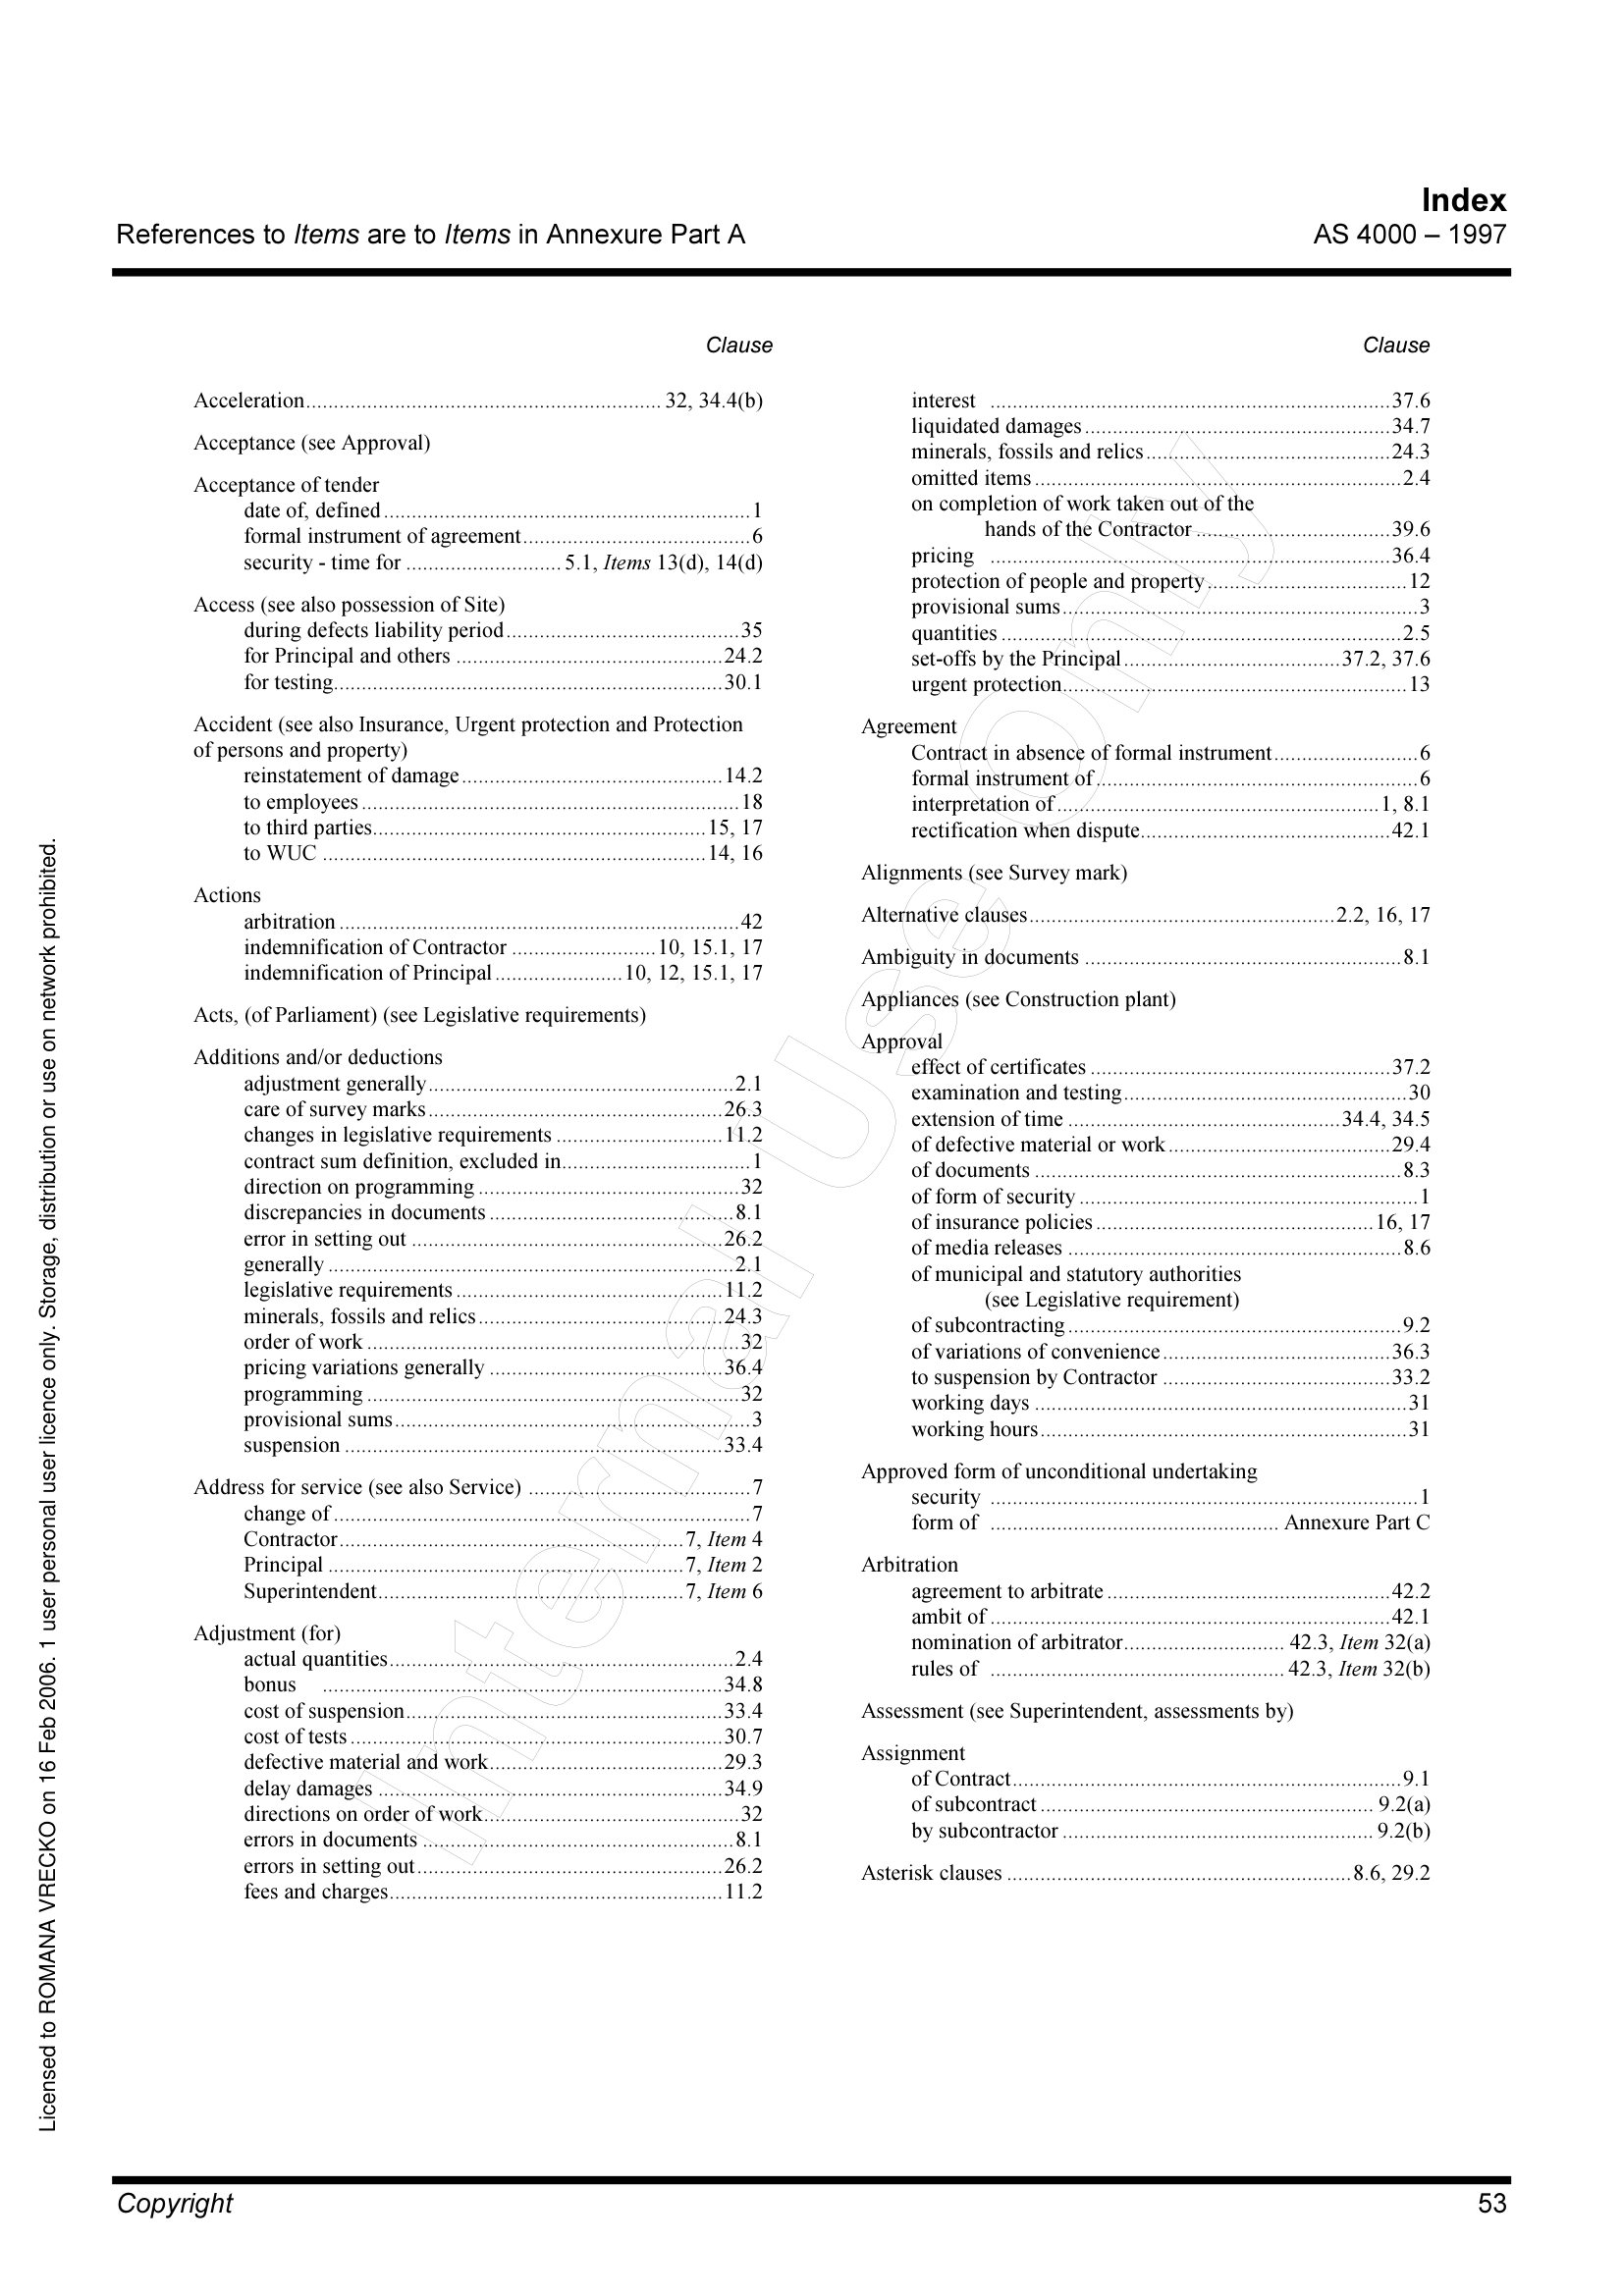 Index
References to Items are to Items in Annexure Part A
AS 4000 – 1997
Clause
Acceleration................................ 32, 34.4(b)
Acceptance (see Approval)
Acceptance of tender
date of, defined................................1
formal instrument of agreement................................6
security - time for ................................ 5.1, Items 13(d), 14(d)
Access (see also possession of Site)
during defects liability period................................35
for Principal and others ................................24.2
for testing................................30.1
Accident (see also Insurance, Urgent protection and Protection
of persons and property)
reinstatement of damage................................14.2
to employees................................18
to third parties................................15, 17
to WUC ................................14, 16
Actions
arbitration................................42
indemnification of Contractor ................................10, 15.1, 17
indemnification of Principal................................10, 12, 15.1, 17
Acts, (of Parliament) (see Legislative requirements)
Additions and/or deductions
adjustment generally................................2.1
care of survey marks................................26.3
changes in legislative requirements ................................11.2
contract sum definition, excluded in................................1
direction on programming................................32
discrepancies in documents................................8.1
error in setting out ................................26.2
generally................................2.1
legislative requirements................................11.2
minerals, fossils and relics................................24.3
order of work................................32
pricing variations generally ................................36.4
programming................................32
provisional sums................................3
suspension................................33.4
Address for service (see also Service) ................................7
change of................................7
Contractor................................7, Item 4
Principal................................7, Item 2
Superintendent................................7, Item 6
Adjustment (for)
actual quantities................................2.4
bonus ................................34.8
cost of suspension................................33.4
cost of tests................................30.7
defective material and work................................29.3
delay damages ................................34.9
directions on order of work................................32
errors in documents ................................8.1
errors in setting out................................26.2
fees and charges................................11.2
Clause
interest ................................37.6
liquidated damages................................34.7
minerals, fossils and relics................................24.3
omitted items................................2.4
on completion of work taken out of the
hands of the Contractor................................39.6
pricing ................................36.4
protection of people and property................................12
provisional sums................................3
quantities................................2.5
set-offs by the Principal................................37.2, 37.6
urgent protection................................13
Agreement
Contract in absence of formal instrument................................6
formal instrument of................................6
interpretation of................................1, 8.1
rectification when dispute................................42.1
Alignments (see Survey mark)
Alternative clauses................................2.2, 16, 17
Ambiguity in documents ................................8.1
Appliances (see Construction plant)
Approval
effect of certificates ................................37.2
examination and testing................................30
extension of time ................................34.4, 34.5
of defective material or work................................29.4
of documents ................................8.3
of form of security................................1
of insurance policies................................16, 17
of media releases ................................8.6
of municipal and statutory authorities
(see Legislative requirement)
of subcontracting................................9.2
of variations of convenience................................36.3
to suspension by Contractor ................................33.2
working days ................................31
working hours................................31
Approved form of unconditional undertaking
security ................................1
form of ................................ Annexure Part C
Arbitration
agreement to arbitrate................................42.2
ambit of................................42.1
nomination of arbitrator................................ 42.3, Item 32(a)
rules of ................................ 42.3, Item 32(b)
Assessment (see Superintendent, assessments by)
Assignment
of Contract................................9.1
of subcontract................................ 9.2(a)
by subcontractor ................................ 9.2(b)
Asterisk clauses ................................8.6, 29.2
Internal Use Only
Licensed to ROMANA VRECKO on 16 Feb 2006. 1 user personal user licence only. Storage, distribution or use on network prohibited.
Copyright
53